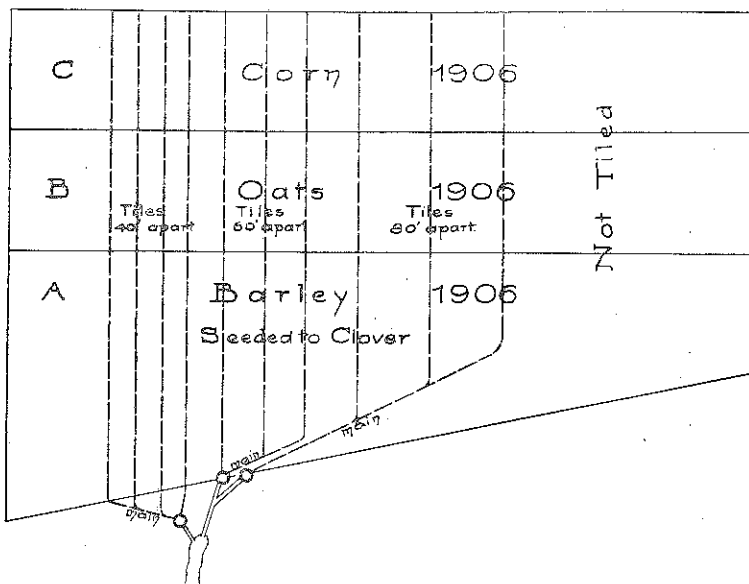 C Corn 1906
B Oats 1906
Tiles 40' apart
Tiles 60' apart
Tiles 80' apart
Not Tiled
A Barley 1906
Seeded to Clover
main
main
main